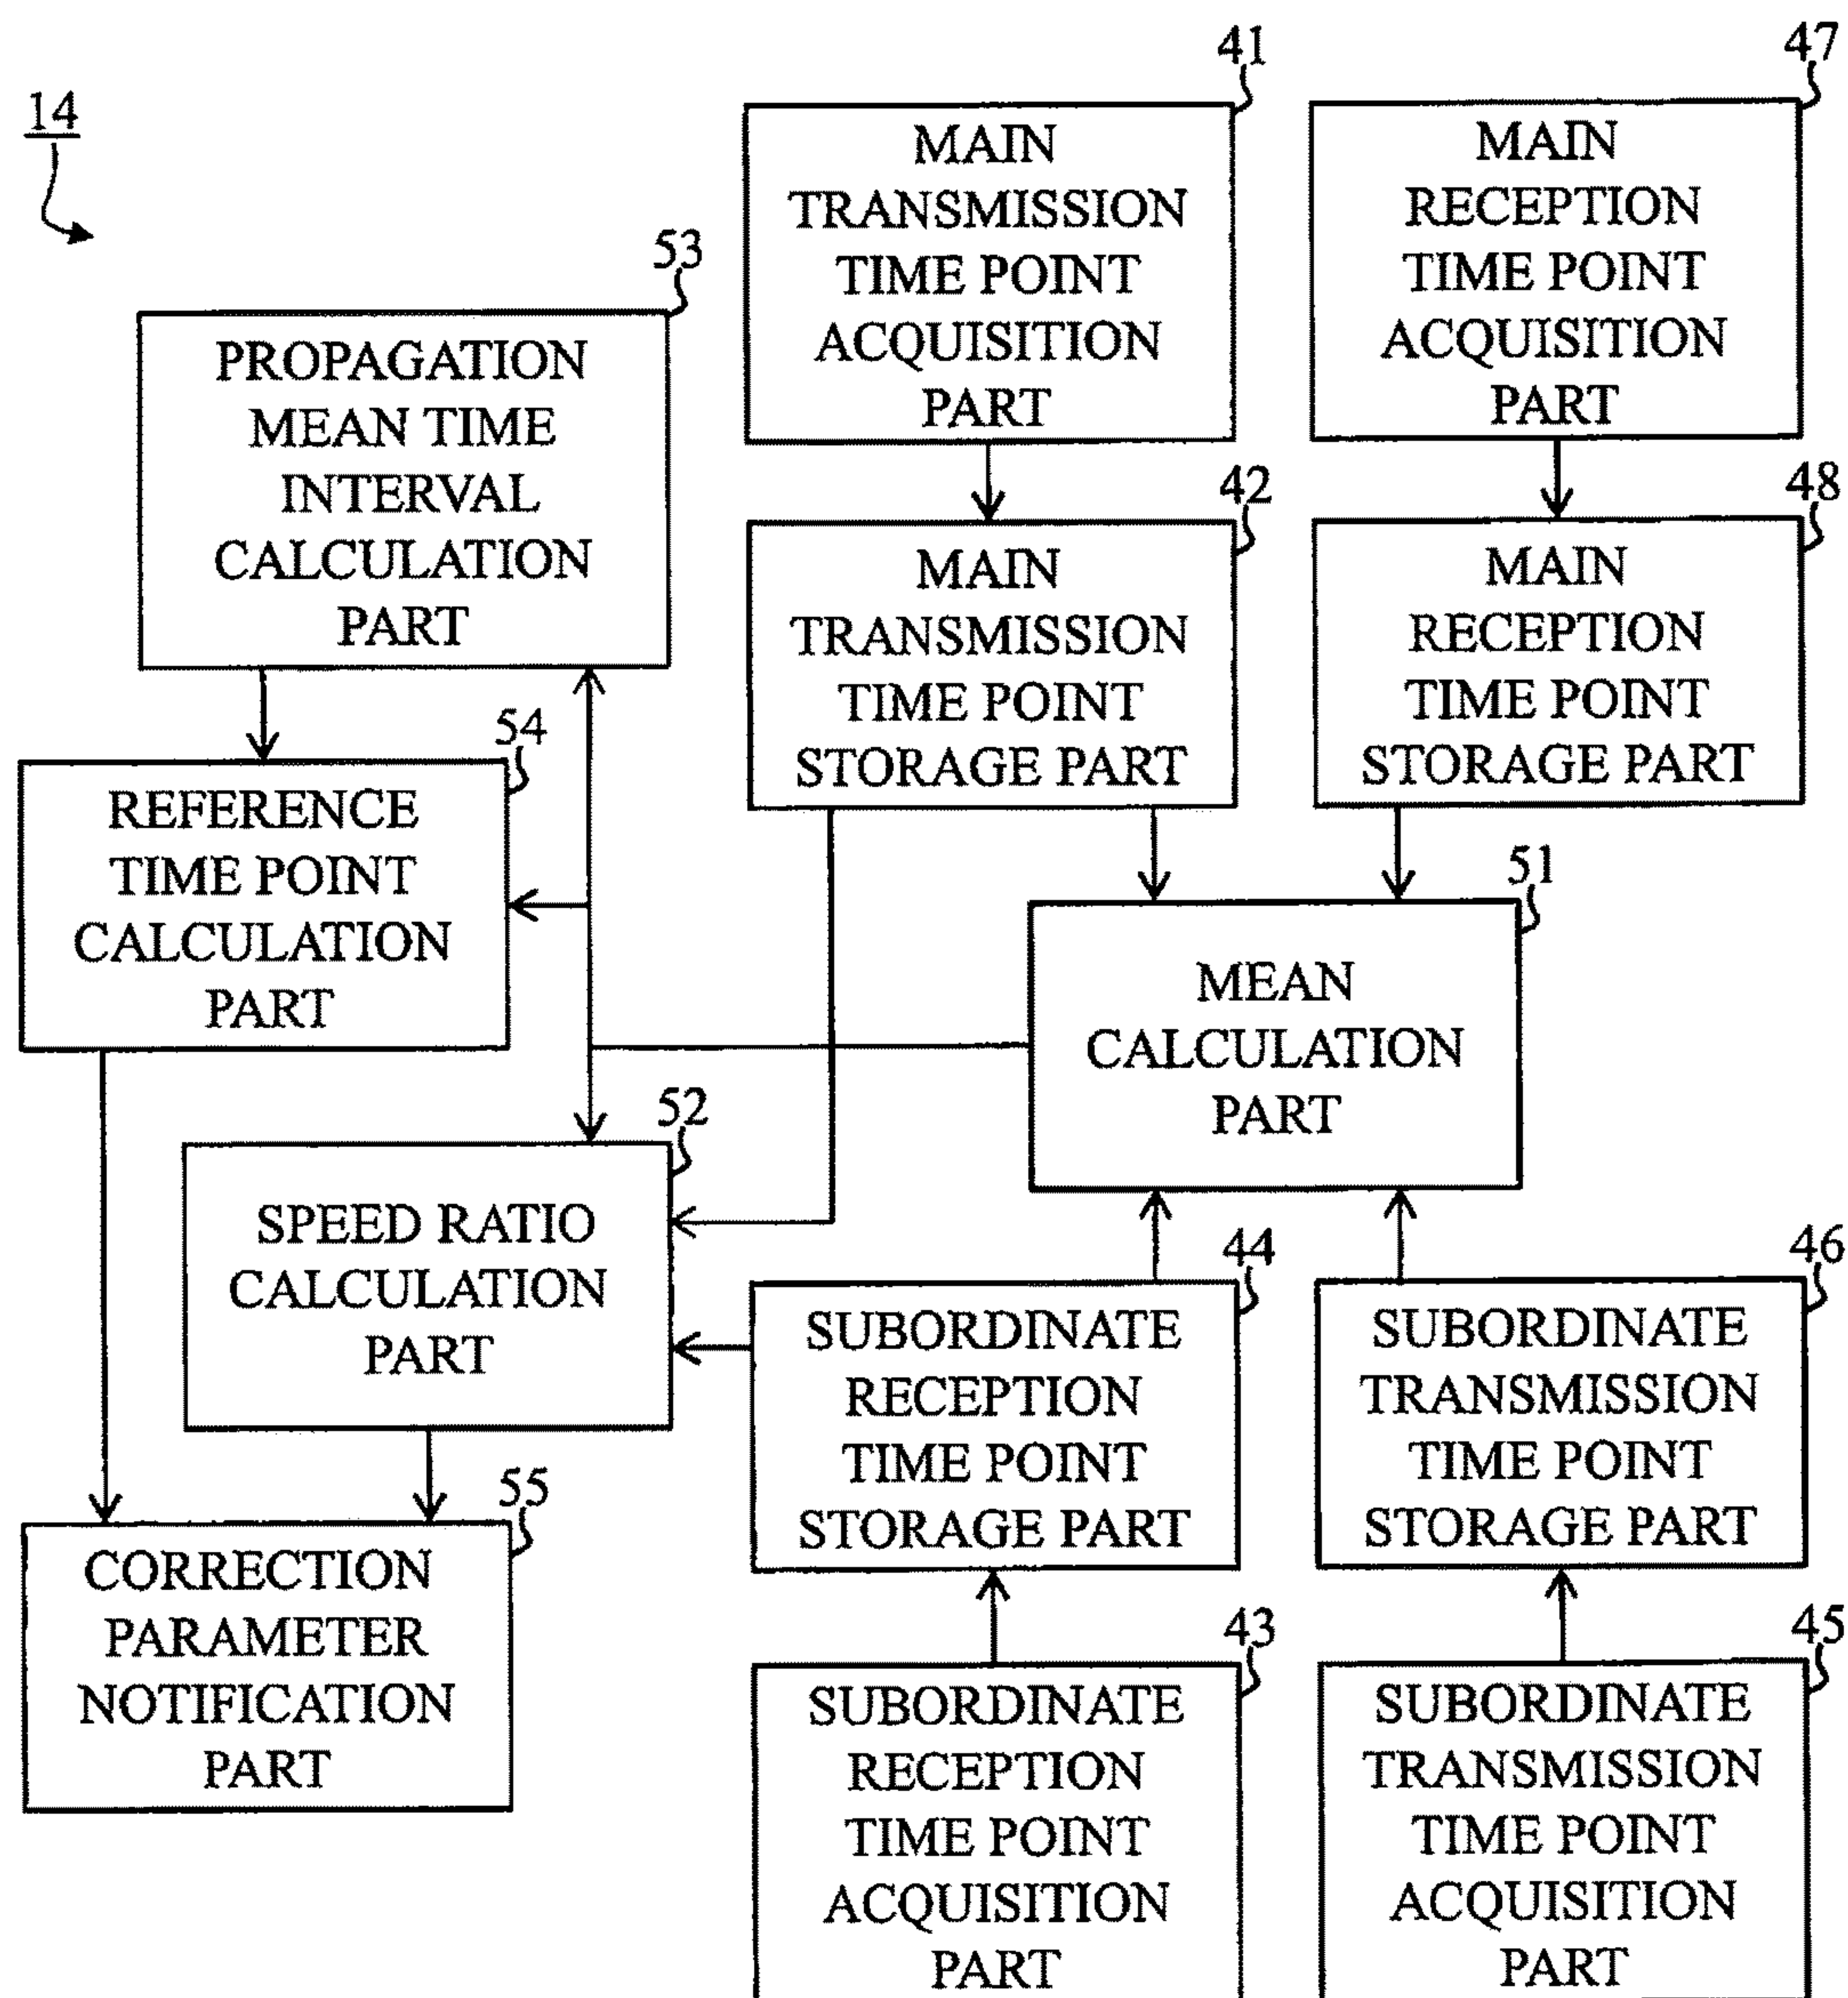 14
41
MAIN
TRANSMISSION
TIME POINT
ACQUISITION
PART
47
MAIN
RECEPTION
TIME POINT
ACQUISITION
PART
53
PROPAGATION
MEAN TIME
INTERVAL
CALCULATION
PART
42
MAIN
TRANSMISSION
TIME POINT
STORAGE PART
48
MAIN
RECEPTION
TIME POINT
STORAGE PART
54
REFERENCE
TIME POINT
CALCULATION
PART
51
MEAN
CALCULATION
PART
52
SPEED RATIO
CALCULATION
PART
44
SUBORDINATE
RECEPTION
TIME POINT
STORAGE PART
46
SUBORDINATE
TRANSMISSION
TIME POINT
STORAGE PART
55
CORRECTION
PARAMETER
NOTIFICATION
PART
43
SUBORDINATE
RECEPTION
TIME POINT
ACQUISITION
PART
45
SUBORDINATE
TRANSMISSION
TIME POINT
ACQUISITION
PART